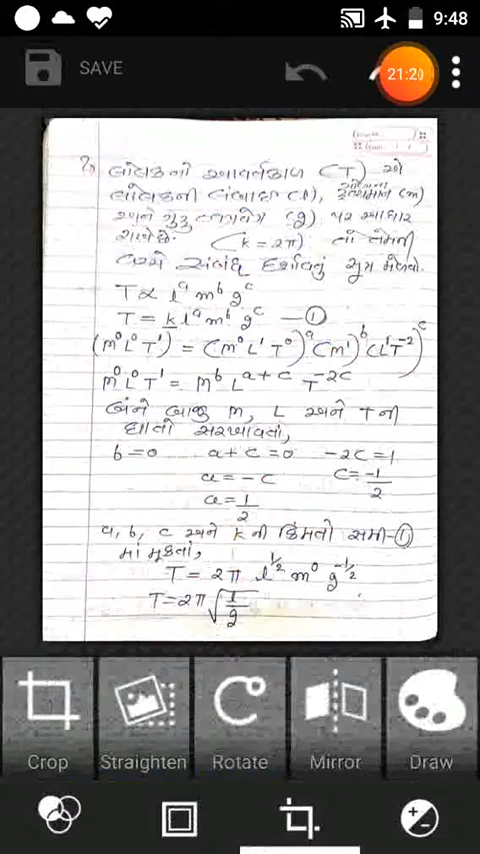 9:48
SAVE
21:20
2) લોલકનો આવર્તકાળ (T) એ
લોલકની લંબાઇ (l), દળ (m)
અને ગુરુત્વપ્રવેગ (g) પર આધાર
રાખે છે. (k = 2π) તો તેમની
વચ્ચે સંબંધ દર્શાવતું સૂત્ર મેળવો.
T ∝ l^a m^b g^c
T = k l^a m^b g^c —①
(M⁰L⁰T¹) = (M⁰L¹T⁰)^a (M¹)^b (L¹T⁻²)^c
M⁰L⁰T¹ = M^b L^(a+c) T^(-2c)
બંને બાજુ M, L અને T ની
ઘાતો સરખાવતાં,
b=0 a+c=0 -2c=1
a=-c c=-1/2
a=1/2
a, b, c અને k ની કિંમતો સમી-①
માં મૂકતાં,
T = 2π l^(1/2) m⁰ g^(-1/2)
T=2π√(l/g)
Crop
Straighten
Rotate
Mirror
Draw